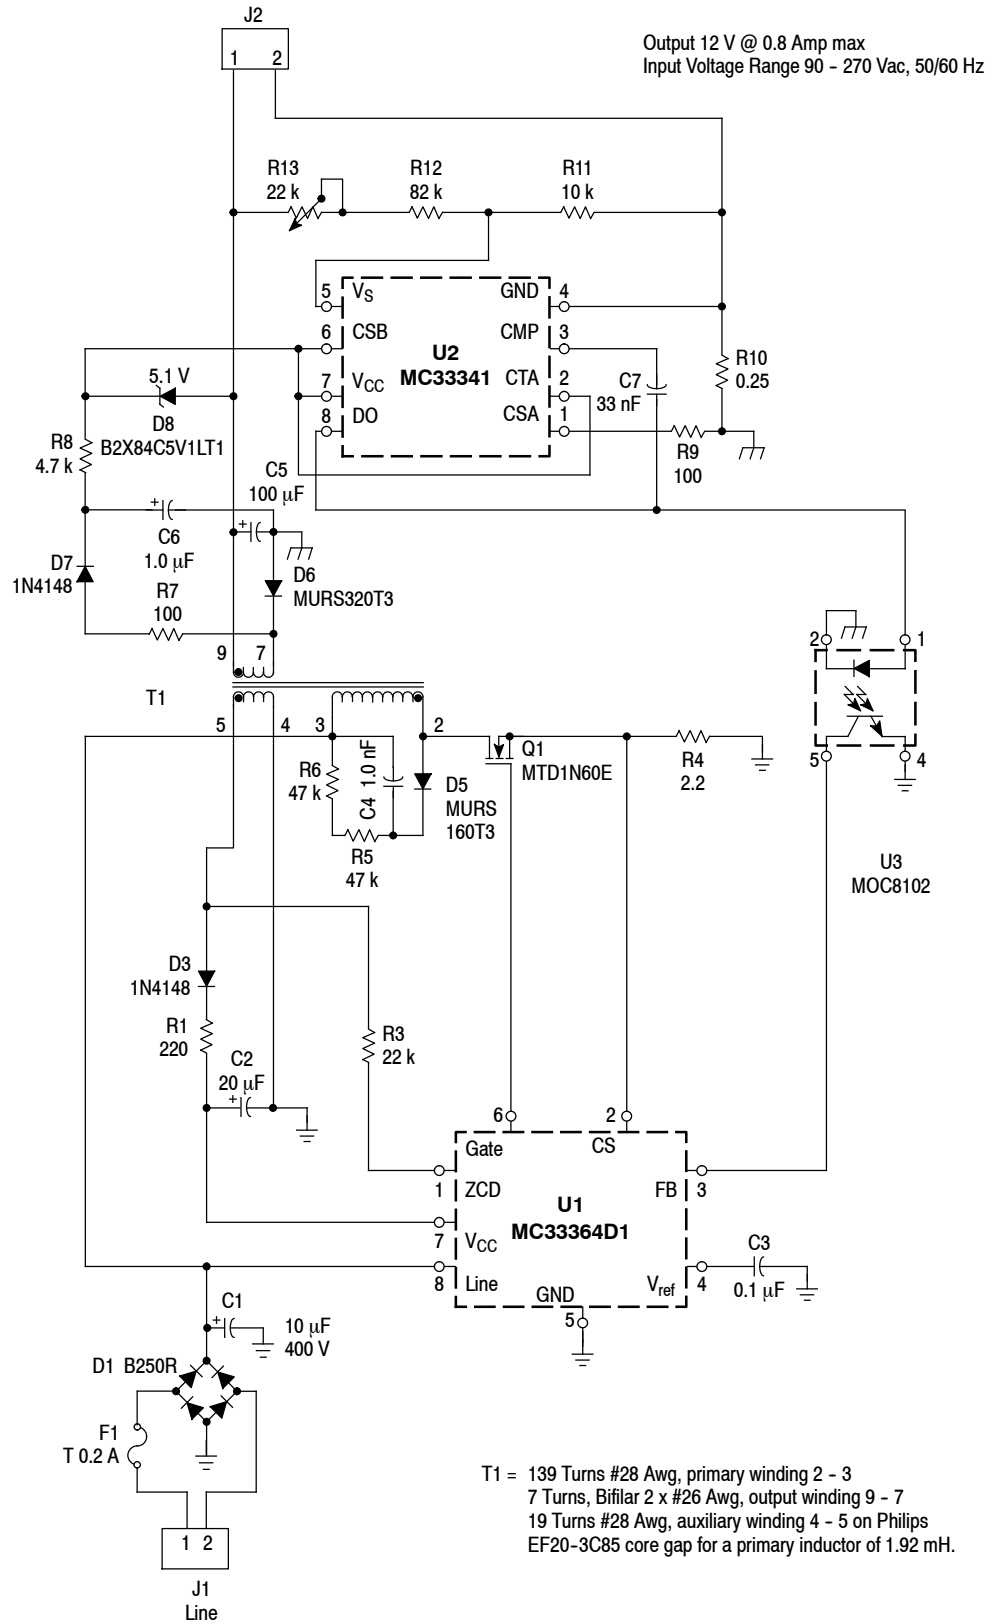 J2
1 2
Output 12 V @ 0.8 Amp max
Input Voltage Range 90 - 270 Vac, 50/60 Hz
R13
22 k
R12
82 k
R11
10 k
5 VS
GND 4
6 CSB
CMP 3
U2
MC33341
7 VCC
CTA 2
8 DO
CSA 1
C7
33 nF
R10
0.25
R9
100
5.1 V
D8
B2X84C5V1LT1
R8
4.7 k
C5
100 µF
+
+
C6
1.0 µF
D7
1N4148
D6
MURS320T3
R7
100
9 7
T1
5 4 3 2
2 1
5 4
U3
MOC8102
Q1
MTD1N60E
R4
2.2
R6
47 k
C4 1.0 nF
D5
MURS
160T3
R5
47 k
D3
1N4148
R1
220
R3
22 k
C2
20 µF
+
6 2
Gate CS
1 ZCD
FB 3
U1
MC33364D1
7 VCC
8 Line
Vref 4
GND
5
C3
0.1 µF
C1
+
10 µF
400 V
D1 B250R
F1
T 0.2 A
1 2
J1
Line
T1 = 139 Turns #28 Awg, primary winding 2 - 3
7 Turns, Bifilar 2 x #26 Awg, output winding 9 - 7
19 Turns #28 Awg, auxiliary winding 4 - 5 on Philips
EF20-3C85 core gap for a primary inductor of 1.92 mH.